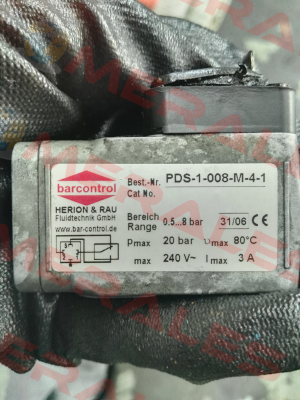 barcontrol
HERION & RAU
Fluidtechnik GmbH
www.bar-control.de
Best.-Nr. PDS-1-008-M-4-1
Cat No.
Bereich 0.5...8 bar 31/06 CE
Range
Pmax 20 bar υmax 80°C
max 240 V~ Imax 3 A